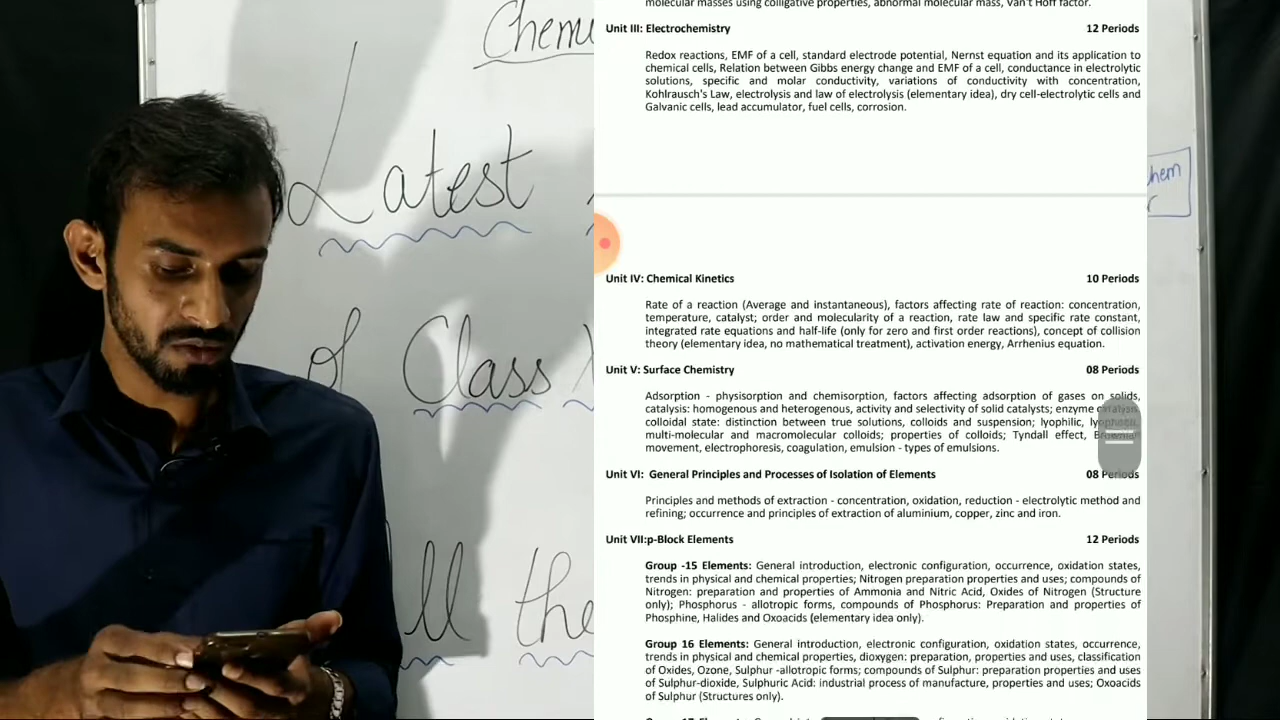 Chem
Latest
of Class
ll the
hem
r
molecular masses using colligative properties, abnormal molecular mass, Van't Hoff factor.
Unit III: Electrochemistry 12 Periods
Redox reactions, EMF of a cell, standard electrode potential, Nernst equation and its application to
chemical cells, Relation between Gibbs energy change and EMF of a cell, conductance in electrolytic
solutions, specific and molar conductivity, variations of conductivity with concentration,
Kohlrausch's Law, electrolysis and law of electrolysis (elementary idea), dry cell-electrolytic cells and
Galvanic cells, lead accumulator, fuel cells, corrosion.
Unit IV: Chemical Kinetics 10 Periods
Rate of a reaction (Average and instantaneous), factors affecting rate of reaction: concentration,
temperature, catalyst; order and molecularity of a reaction, rate law and specific rate constant,
integrated rate equations and half-life (only for zero and first order reactions), concept of collision
theory (elementary idea, no mathematical treatment), activation energy, Arrhenius equation.
Unit V: Surface Chemistry 08 Periods
Adsorption - physisorption and chemisorption, factors affecting adsorption of gases on solids,
catalysis: homogenous and heterogenous, activity and selectivity of solid catalysts; enzyme catalysis
colloidal state: distinction between true solutions, colloids and suspension; lyophilic, lyophobic,
multi-molecular and macromolecular colloids; properties of colloids; Tyndall effect, Brownian
movement, electrophoresis, coagulation, emulsion - types of emulsions.
Unit VI: General Principles and Processes of Isolation of Elements 08 Periods
Principles and methods of extraction - concentration, oxidation, reduction - electrolytic method and
refining; occurrence and principles of extraction of aluminium, copper, zinc and iron.
Unit VII:p-Block Elements 12 Periods
Group -15 Elements: General introduction, electronic configuration, occurrence, oxidation states,
trends in physical and chemical properties; Nitrogen preparation properties and uses; compounds of
Nitrogen: preparation and properties of Ammonia and Nitric Acid, Oxides of Nitrogen (Structure
only); Phosphorus - allotropic forms, compounds of Phosphorus: Preparation and properties of
Phosphine, Halides and Oxoacids (elementary idea only).
Group 16 Elements: General introduction, electronic configuration, oxidation states, occurrence,
trends in physical and chemical properties, dioxygen: preparation, properties and uses, classification
of Oxides, Ozone, Sulphur -allotropic forms; compounds of Sulphur: preparation properties and uses
of Sulphur-dioxide, Sulphuric Acid: industrial process of manufacture, properties and uses; Oxoacids
of Sulphur (Structures only).